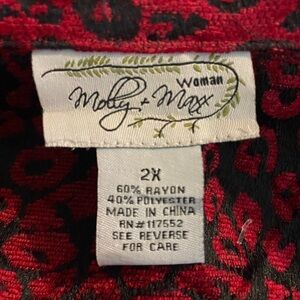 Woman
Molly + Maxx
2X
60% RAYON
40% POLYESTER
MADE IN CHINA
RN#117552
SEE REVERSE
FOR CARE